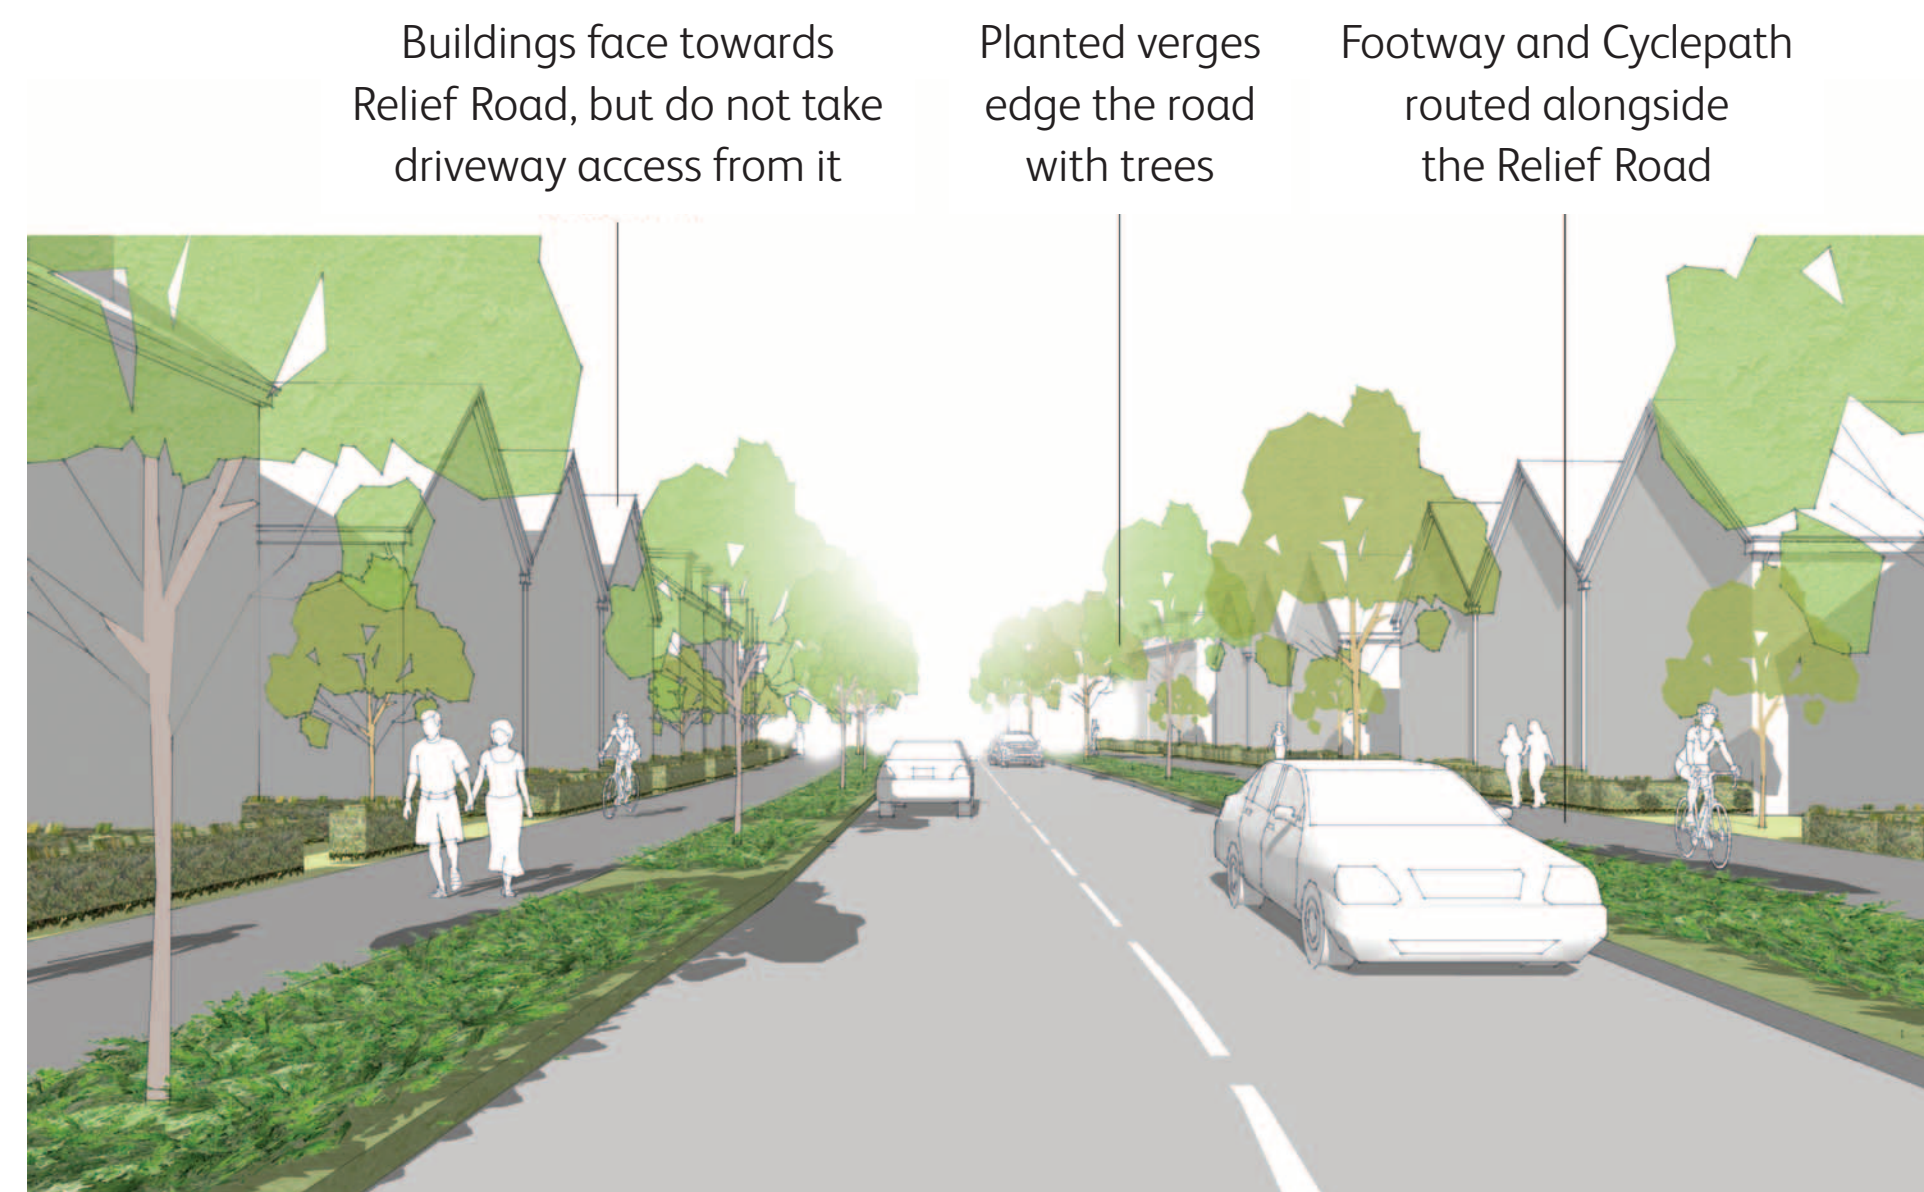 Buildings face towards
Relief Road, but do not take
driveway access from it
Planted verges
edge the road
with trees
Footway and Cyclepath
routed alongside
the Relief Road